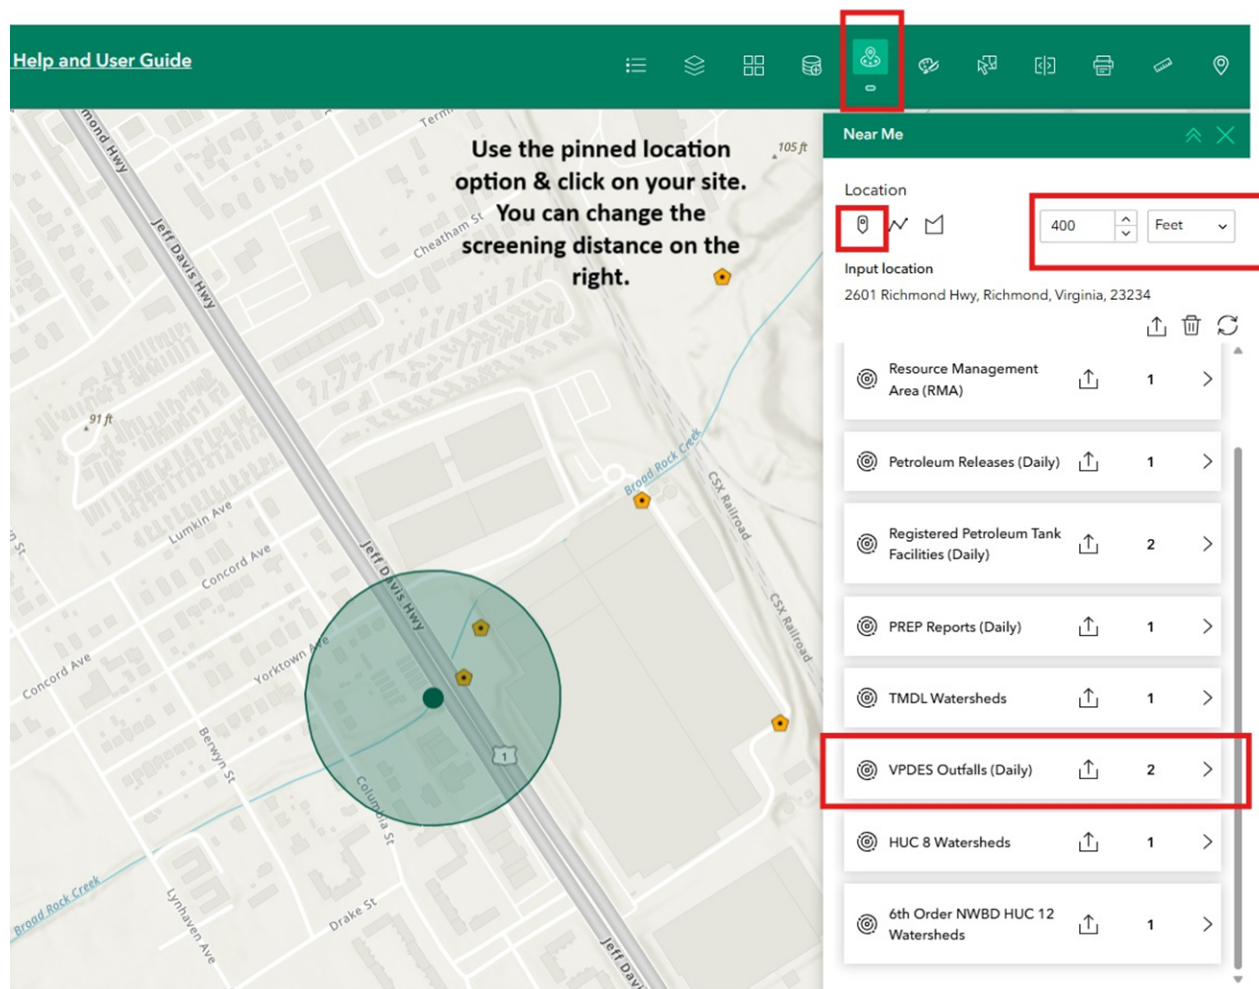 Help and User Guide
Near Me
Location
400
Feet
Input location
2601 Richmond Hwy, Richmond, Virginia, 23234
Resource Management
Area (RMA)
1
Petroleum Releases (Daily)
1
Registered Petroleum Tank
Facilities (Daily)
2
PREP Reports (Daily)
1
TMDL Watersheds
1
VPDES Outfalls (Daily)
2
HUC 8 Watersheds
1
6th Order NWBD HUC 12
Watersheds
1
Use the pinned location
option & click on your site.
You can change the
screening distance on the
right.
mond Hwy
Term
105 ft
Jeff Davis Hwy
Cheatham St
91 ft
Broad Rock Creek
CSX Railroad
Lumkin Ave
Concord Ave
Jeff Davis Hwy
CSX Railroad
Concord Ave
Yorktown Ave
Berwyn St
1
Columbia St
Broad Rock Creek
Lynhaven Ave
Drake St
Jeff Davi